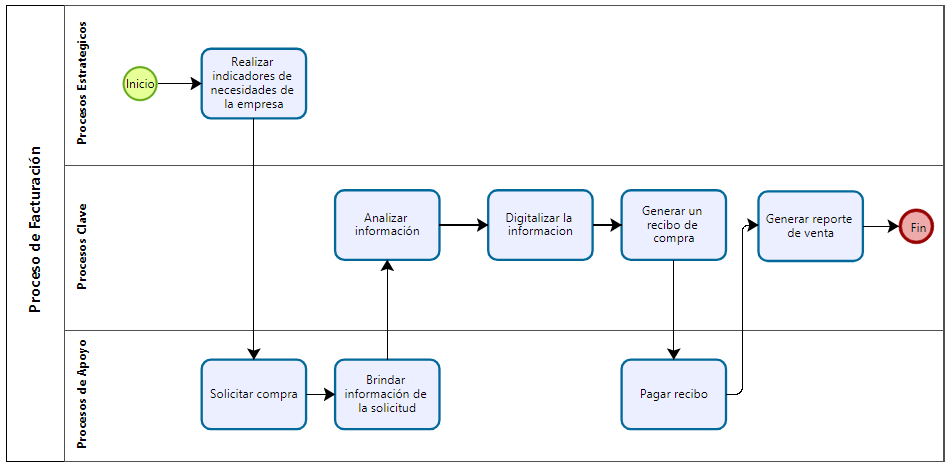 Proceso de Facturación
Procesos Estrategicos
Inicio
Realizar
indicadores de
necesidades de
la empresa
Procesos Clave
Analizar
información
Digitalizar la
informacion
Generar un
recibo de
compra
Generar reporte
de venta
Fin
Procesos de Apoyo
Solicitar compra
Brindar
información de
la solicitud
Pagar recibo